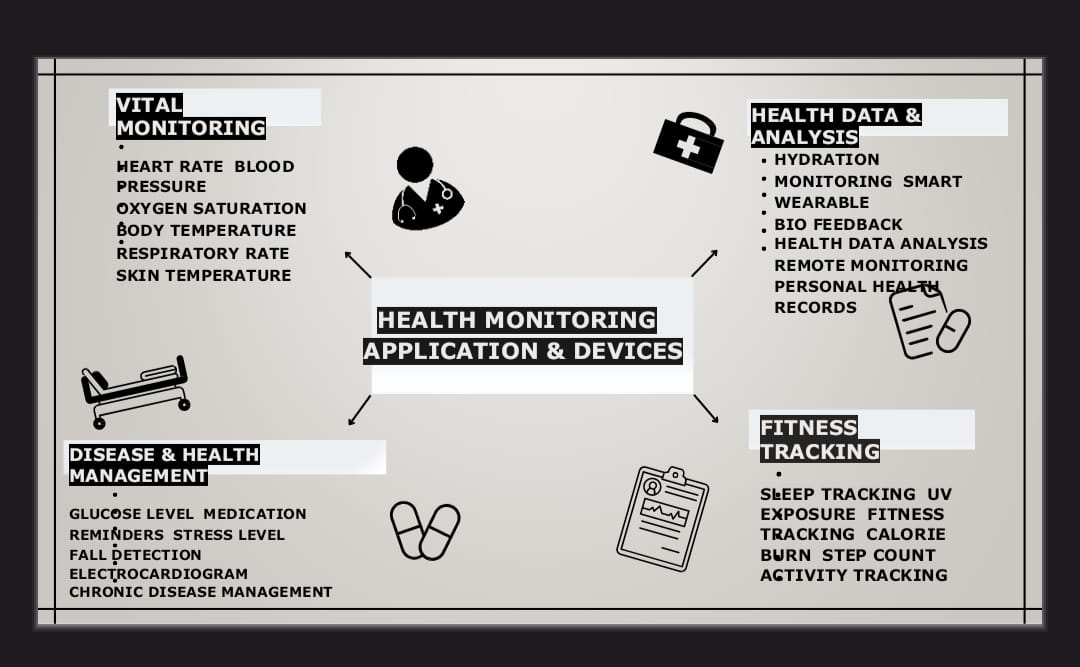 VITAL
MONITORING
HEART RATE BLOOD
PRESSURE
OXYGEN SATURATION
BODY TEMPERATURE
RESPIRATORY RATE
SKIN TEMPERATURE
HEALTH DATA &
ANALYSIS
HYDRATION
MONITORING SMART
WEARABLE
BIO FEEDBACK
HEALTH DATA ANALYSIS
REMOTE MONITORING
PERSONAL HEALTH
RECORDS
HEALTH MONITORING
APPLICATION & DEVICES
DISEASE & HEALTH
MANAGEMENT
GLUCOSE LEVEL MEDICATION
REMINDERS STRESS LEVEL
FALL DETECTION
ELECTROCARDIOGRAM
CHRONIC DISEASE MANAGEMENT
FITNESS
TRACKING
SLEEP TRACKING UV
EXPOSURE FITNESS
TRACKING CALORIE
BURN STEP COUNT
ACTIVITY TRACKING